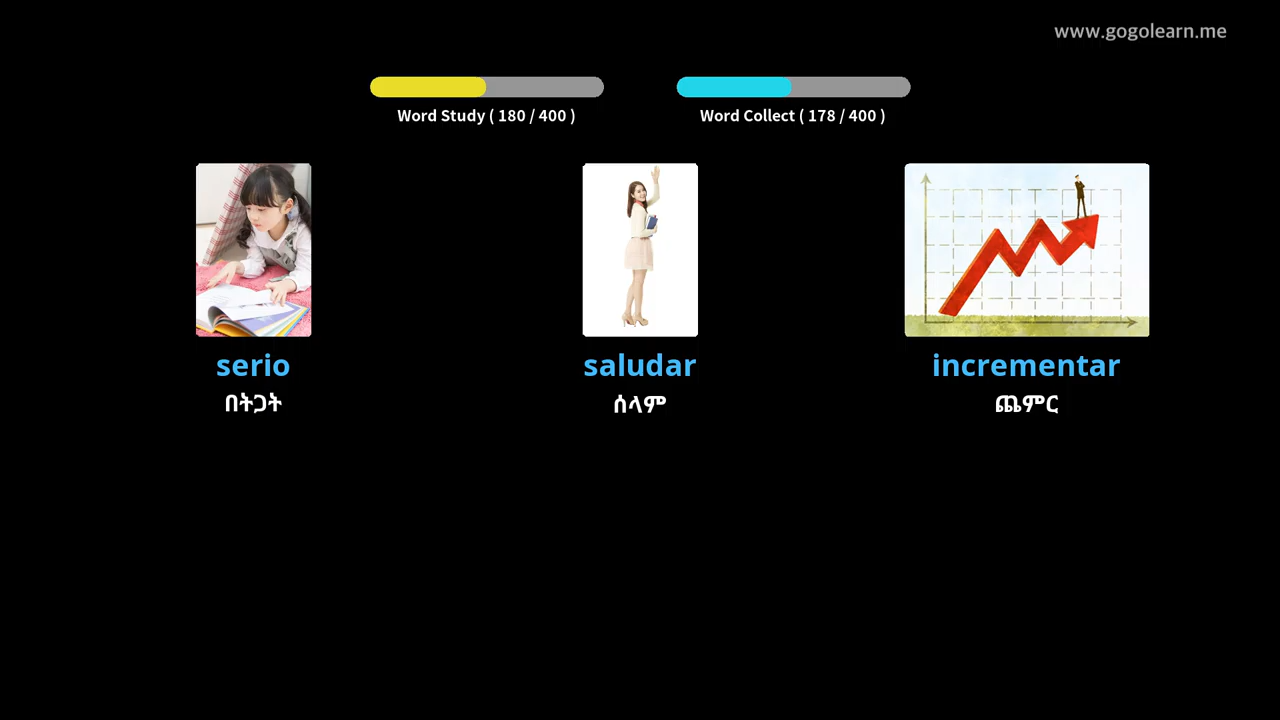 www.gogolearn.me
Word Study ( 180 / 400 )
Word Collect ( 178 / 400 )
serio
በትጋት
saludar
ሰላም
incrementar
ጨምር